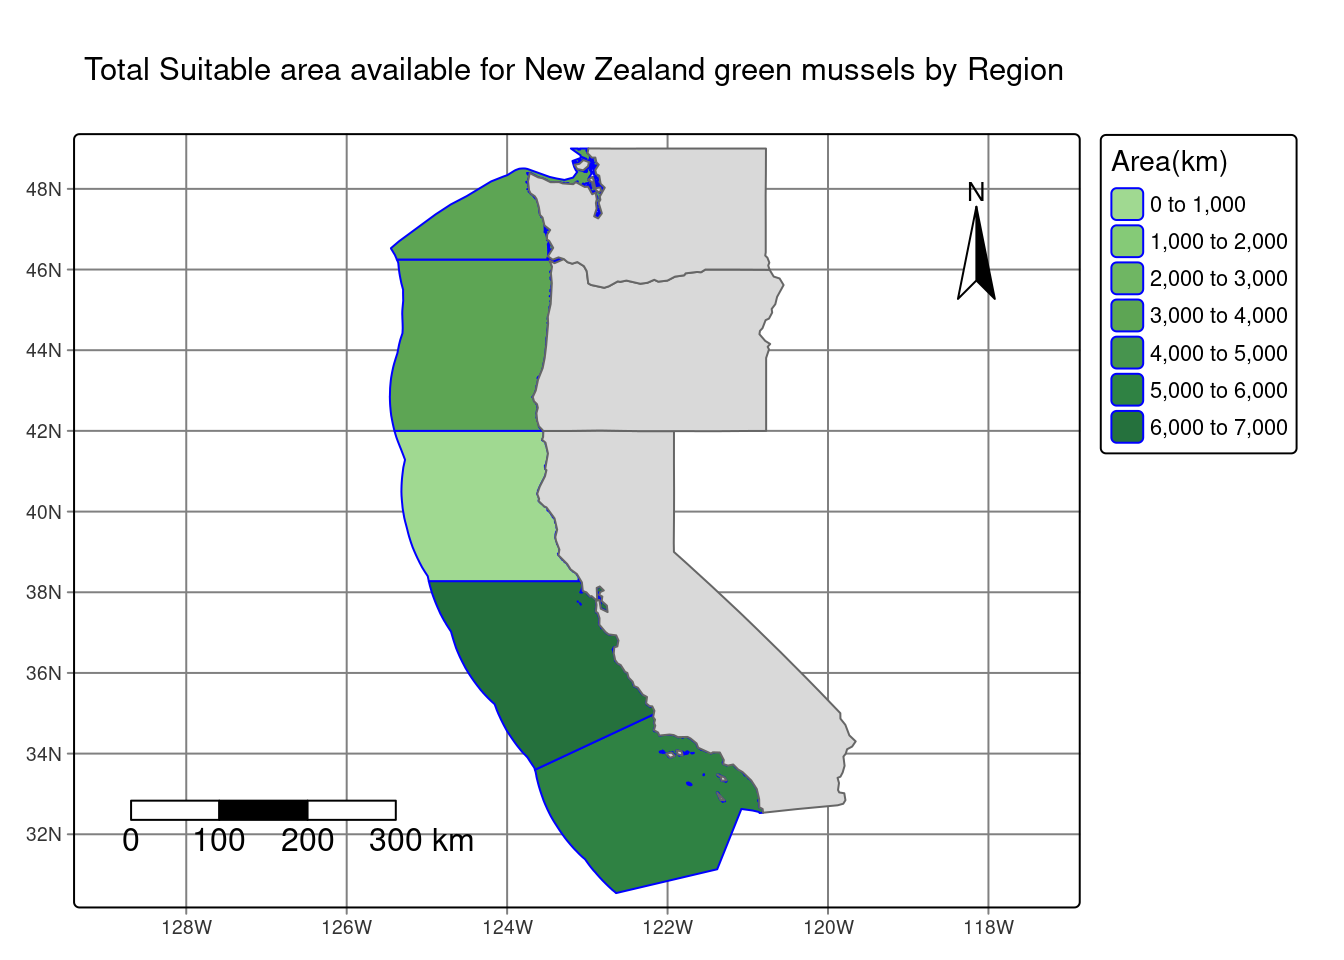 Total Suitable area available for New Zealand green mussels by Region
Area(km)
0 to 1,000
1,000 to 2,000
2,000 to 3,000
3,000 to 4,000
4,000 to 5,000
5,000 to 6,000
6,000 to 7,000
N
48N
46N
44N
42N
40N
38N
36N
34N
32N
0 100 200 300 km
128W 126W 124W 122W 120W 118W